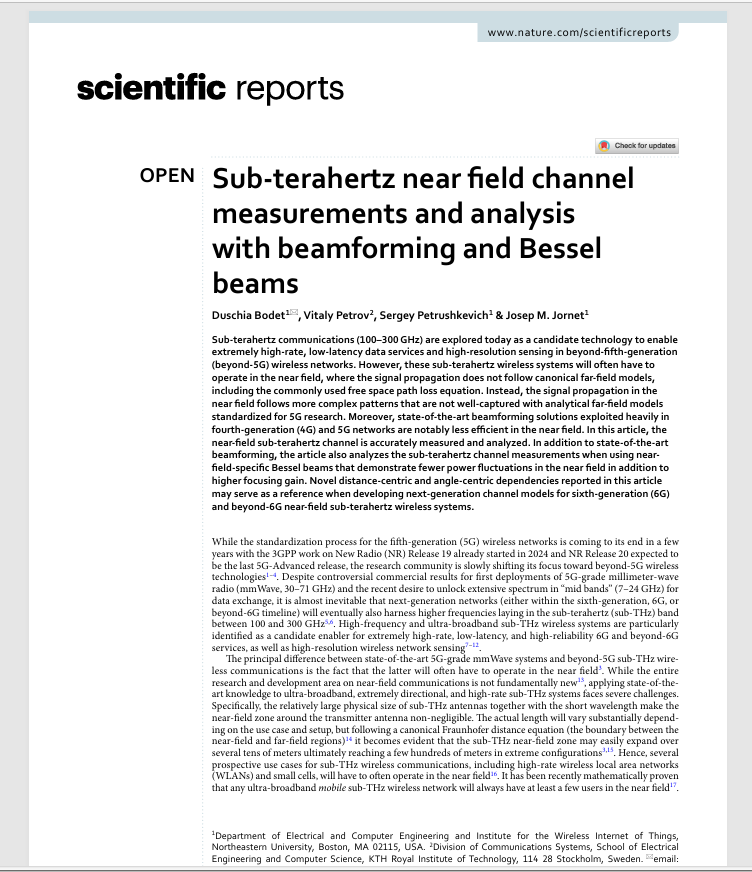 www.nature.com/scientificreports
scientific reports
Check for updates
OPEN
Sub-terahertz near field channel
measurements and analysis
with beamforming and Bessel
beams
Duschia Bodet1✉, Vitaly Petrov2, Sergey Petrushkevich1 & Josep M. Jornet1
Sub-terahertz communications (100–300 GHz) are explored today as a candidate technology to enable
extremely high-rate, low-latency data services and high-resolution sensing in beyond-fifth-generation
(beyond-5G) wireless networks. However, these sub-terahertz wireless systems will often have to
operate in the near field, where the signal propagation does not follow canonical far-field models,
including the commonly used free space path loss equation. Instead, the signal propagation in the
near field follows more complex patterns that are not well-captured with analytical far-field models
standardized for 5G research. Moreover, state-of-the-art beamforming solutions exploited heavily in
fourth-generation (4G) and 5G networks are notably less efficient in the near field. In this article, the
near-field sub-terahertz channel is accurately measured and analyzed. In addition to state-of-the-art
beamforming, the article also analyzes the sub-terahertz channel measurements when using near-
field-specific Bessel beams that demonstrate fewer power fluctuations in the near field in addition to
higher focusing gain. Novel distance-centric and angle-centric dependencies reported in this article
may serve as a reference when developing next-generation channel models for sixth-generation (6G)
and beyond-6G near-field sub-terahertz wireless systems.
While the standardization process for the fifth-generation (5G) wireless networks is coming to its end in a few
years with the 3GPP work on New Radio (NR) Release 19 already started in 2024 and NR Release 20 expected to
be the last 5G-Advanced release, the research community is slowly shifting its focus toward beyond-5G wireless
technologies1–4. Despite controversial commercial results for first deployments of 5G-grade millimeter-wave
radio (mmWave, 30–71 GHz) and the recent desire to unlock extensive spectrum in “mid bands” (7–24 GHz) for
data exchange, it is almost inevitable that next-generation networks (either within the sixth-generation, 6G, or
beyond-6G timeline) will eventually also harness higher frequencies laying in the sub-terahertz (sub-THz) band
between 100 and 300 GHz5,6. High-frequency and ultra-broadband sub-THz wireless systems are particularly
identified as a candidate enabler for extremely high-rate, low-latency, and high-reliability 6G and beyond-6G
services, as well as high-resolution wireless network sensing7–12.
The principal difference between state-of-the-art 5G-grade mmWave systems and beyond-5G sub-THz wire-
less communications is the fact that the latter will often have to operate in the near field3. While the entire
research and development area on near-field communications is not fundamentally new13, applying state-of-the-
art knowledge to ultra-broadband, extremely directional, and high-rate sub-THz systems faces severe challenges.
Specifically, the relatively large physical size of sub-THz antennas together with the short wavelength make the
near-field zone around the transmitter antenna non-negligible. The actual length will vary substantially depend-
ing on the use case and setup, but following a canonical Fraunhofer distance equation (the boundary between the
near-field and far-field regions)14 it becomes evident that the sub-THz near-field zone may easily expand over
several tens of meters ultimately reaching a few hundreds of meters in extreme configurations3,15. Hence, several
prospective use cases for sub-THz wireless communications, including high-rate wireless local area networks
(WLANs) and small cells, will have to often operate in the near field16. It has been recently mathematically proven
that any ultra-broadband mobile sub-THz wireless network will always have at least a few users in the near field17.
1Department of Electrical and Computer Engineering and Institute for the Wireless Internet of Things,
Northeastern University, Boston, MA 02115, USA. 2Division of Communications Systems, School of Electrical
Engineering and Computer Science, KTH Royal Institute of Technology, 114 28 Stockholm, Sweden. ✉email: